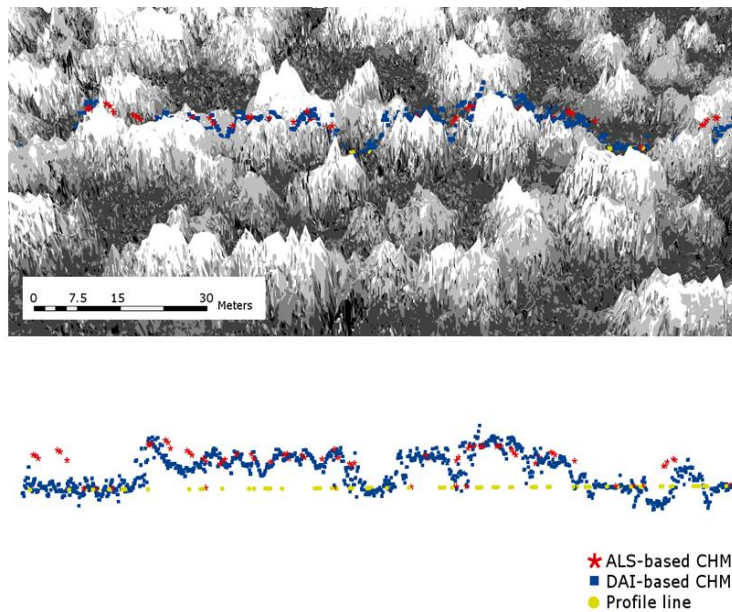 0 7.5 15 30 Meters
ALS-based CHM
DAI-based CHM
Profile line